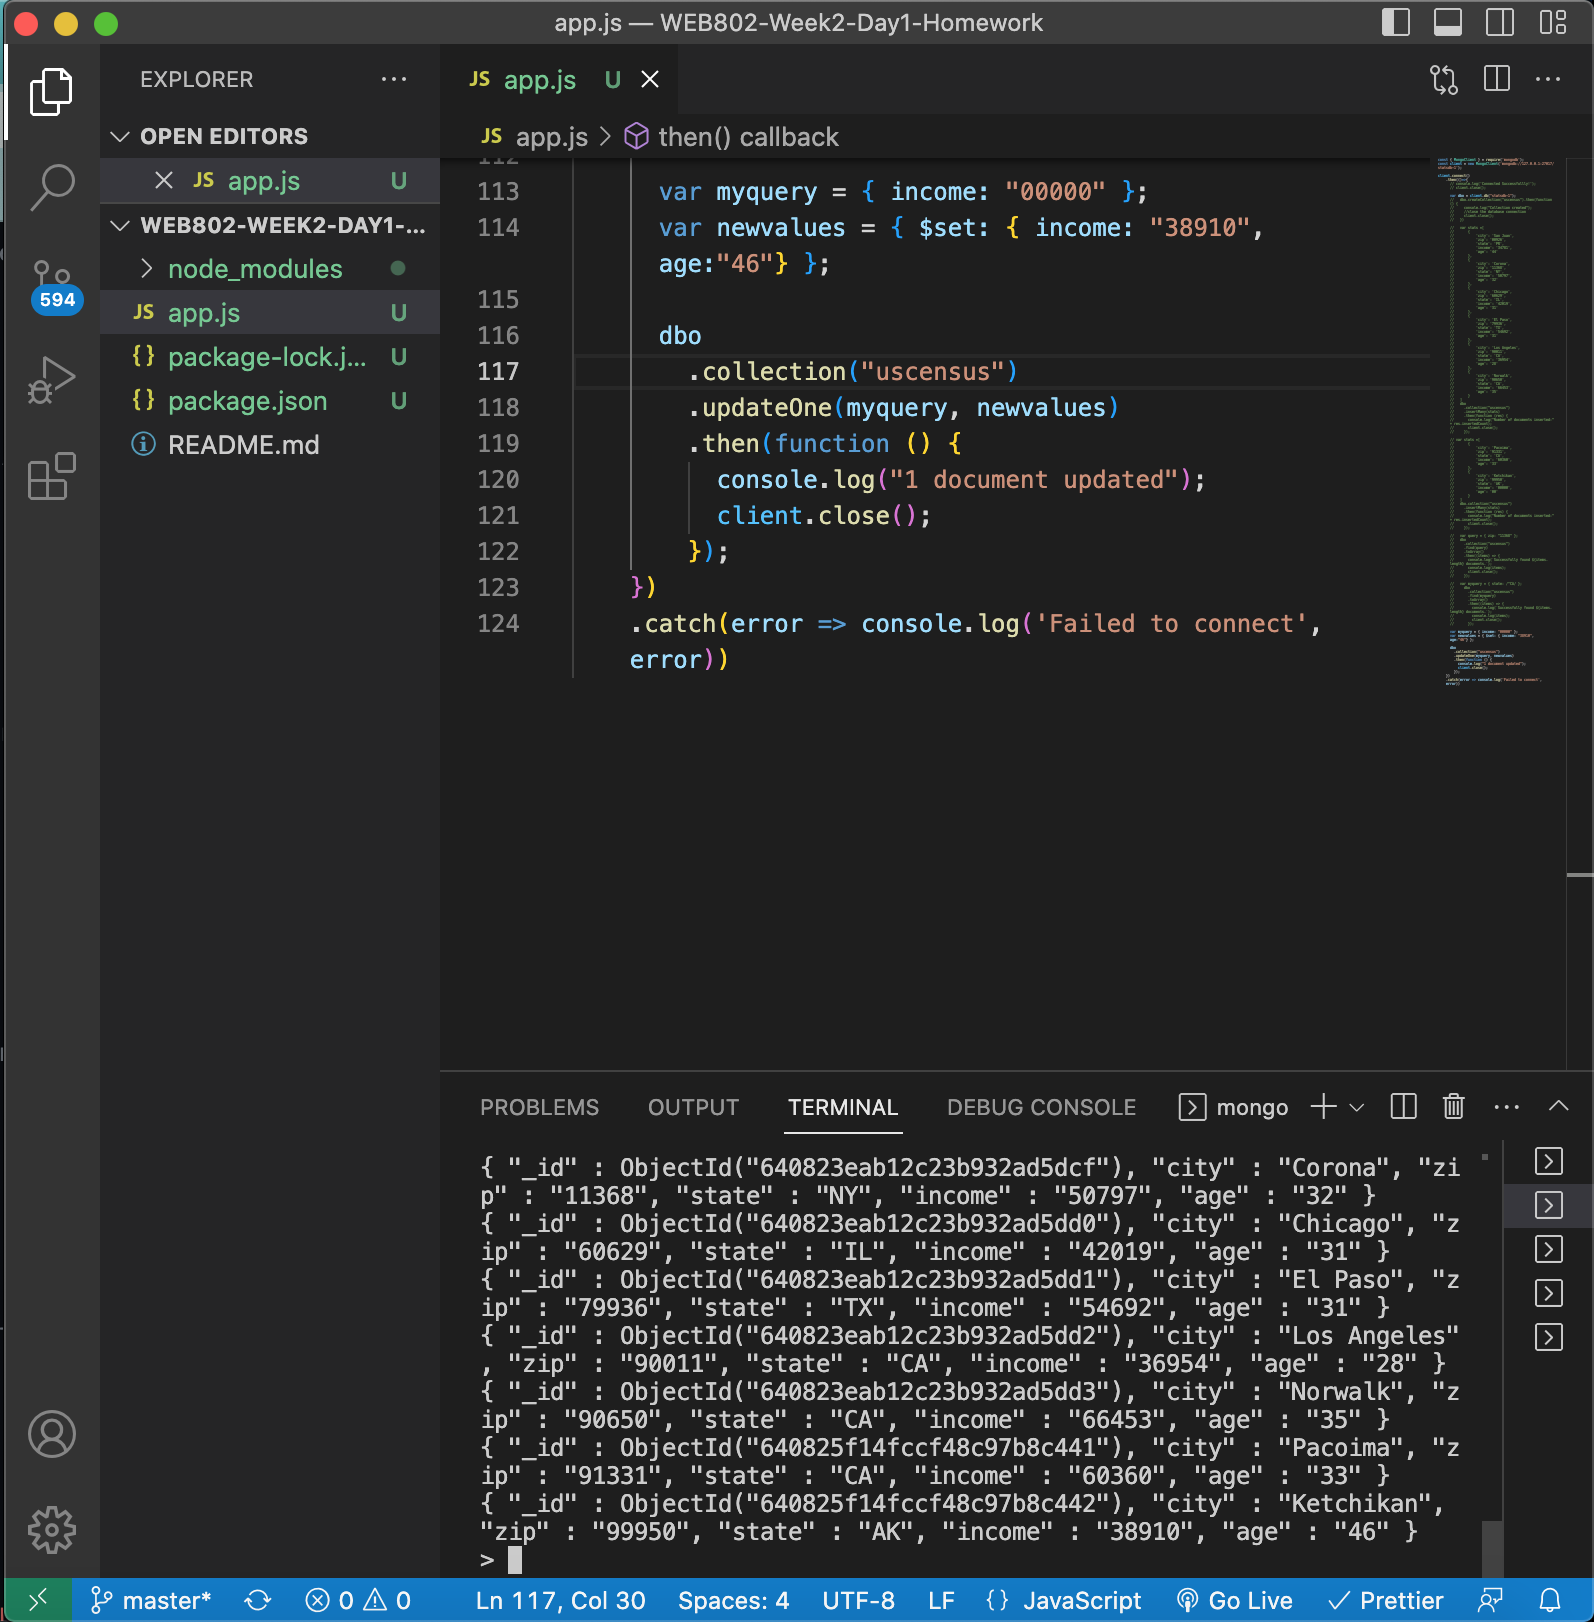 app.js — WEB802-Week2-Day1-Homework
EXPLORER
OPEN EDITORS
JS app.js U
WEB802-WEEK2-DAY1-...
node_modules
JS app.js U
{} package-lock.j... U
{} package.json U
README.md
594
JS app.js U
JS app.js > then() callback
112
113 var myquery = { income: "00000" };
114 var newvalues = { $set: { income: "38910",
age:"46"} };
115
116 dbo
117 .collection("uscensus")
118 .updateOne(myquery, newvalues)
119 .then(function () {
120 console.log("1 document updated");
121 client.close();
122 });
123 })
124 .catch(error => console.log('Failed to connect',
error))
PROBLEMS OUTPUT TERMINAL DEBUG CONSOLE mongo
{ "_id" : ObjectId("640823eab12c23b932ad5dcf"), "city" : "Corona", "zi
p" : "11368", "state" : "NY", "income" : "50797", "age" : "32" }
{ "_id" : ObjectId("640823eab12c23b932ad5dd0"), "city" : "Chicago", "z
ip" : "60629", "state" : "IL", "income" : "42019", "age" : "31" }
{ "_id" : ObjectId("640823eab12c23b932ad5dd1"), "city" : "El Paso", "z
ip" : "79936", "state" : "TX", "income" : "54692", "age" : "31" }
{ "_id" : ObjectId("640823eab12c23b932ad5dd2"), "city" : "Los Angeles"
, "zip" : "90011", "state" : "CA", "income" : "36954", "age" : "28" }
{ "_id" : ObjectId("640823eab12c23b932ad5dd3"), "city" : "Norwalk", "z
ip" : "90650", "state" : "CA", "income" : "66453", "age" : "35" }
{ "_id" : ObjectId("640825f14fccf48c97b8c441"), "city" : "Pacoima", "z
ip" : "91331", "state" : "CA", "income" : "60360", "age" : "33" }
{ "_id" : ObjectId("640825f14fccf48c97b8c442"), "city" : "Ketchikan",
"zip" : "99950", "state" : "AK", "income" : "38910", "age" : "46" }
>
master* 0 0 Ln 117, Col 30 Spaces: 4 UTF-8 LF {} JavaScript Go Live Prettier